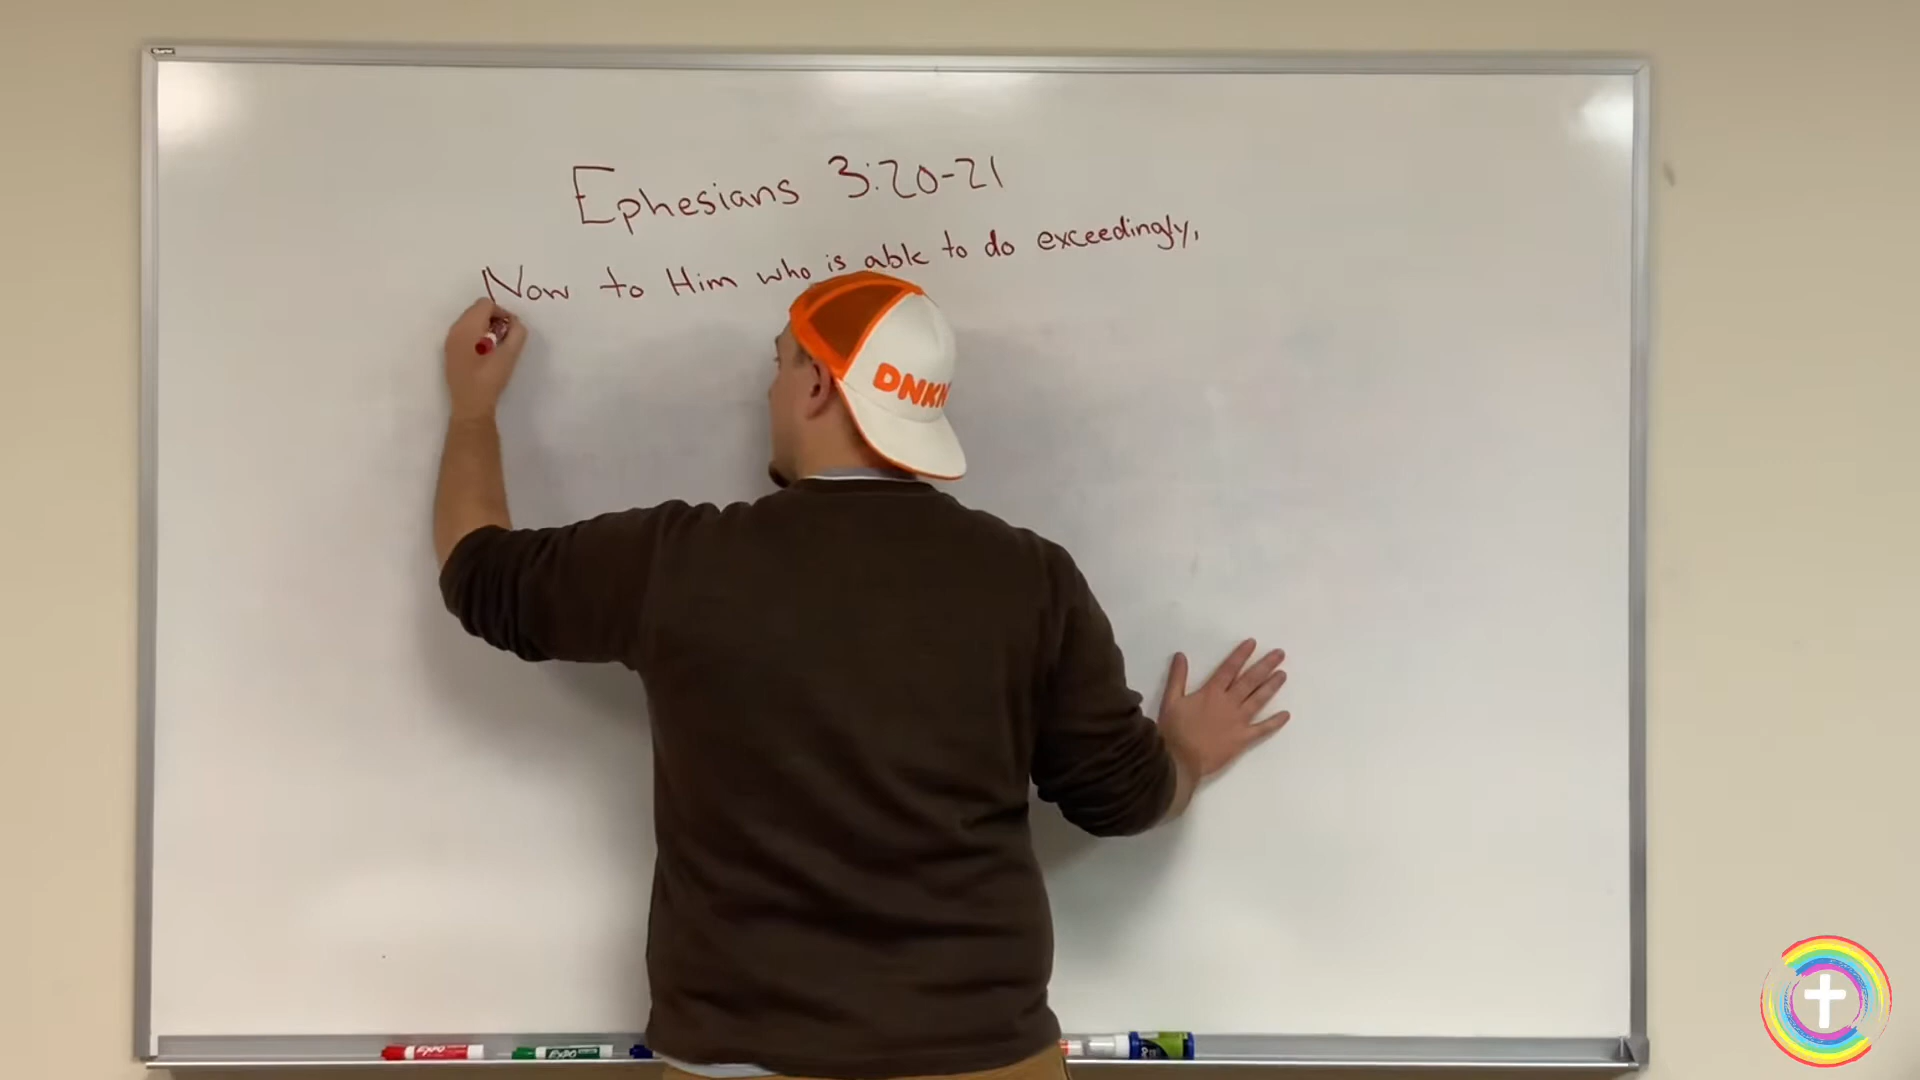 Ephesians 3:20-21
Now to Him who is able to do exceedingly,
DNKN
EXPO
EXPO